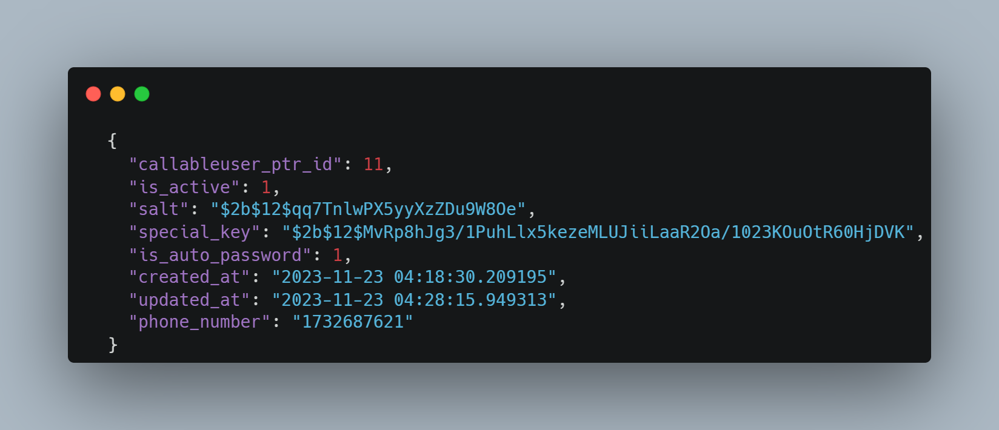 {
"callableuser_ptr_id": 11,
"is_active": 1,
"salt": "$2b$12$qq7TnlwPX5yyXzZDu9W8Oe",
"special_key": "$2b$12$MvRp8hJg3/1PuhLlx5kezeMLUJiiLaaR2Oa/1023KOuOtR60HjDVK",
"is_auto_password": 1,
"created_at": "2023-11-23 04:18:30.209195",
"updated_at": "2023-11-23 04:28:15.949313",
"phone_number": "1732687621"
}